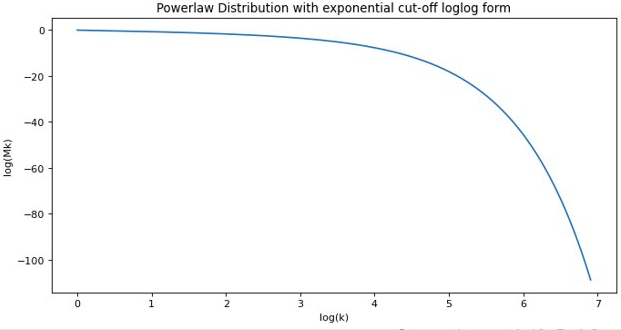 Powerlaw Distribution with exponential cut-off loglog form
0
−20
−40
−60
−80
−100
log(Mk)
0 1 2 3 4 5 6 7
log(k)